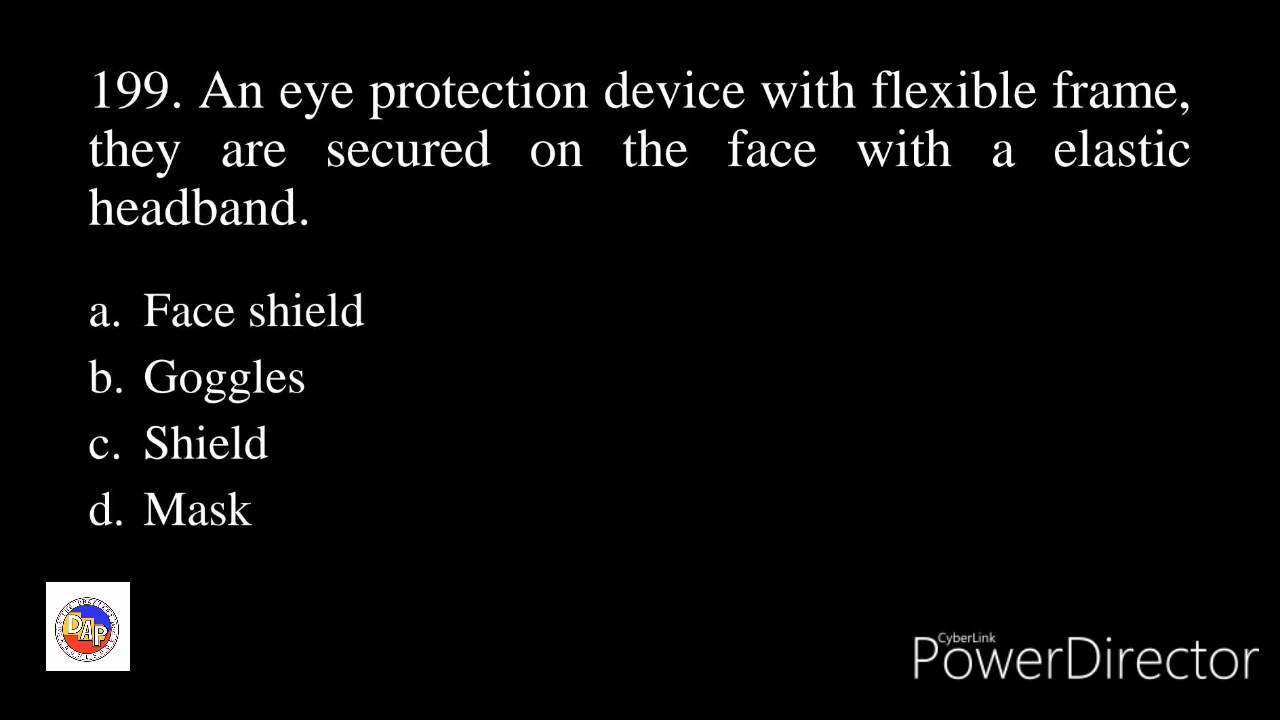 199. An eye protection device with flexible frame,
they are secured on the face with a elastic
headband.
a. Face shield
b. Goggles
c. Shield
d. Mask
DAP
CyberLink
PowerDirector